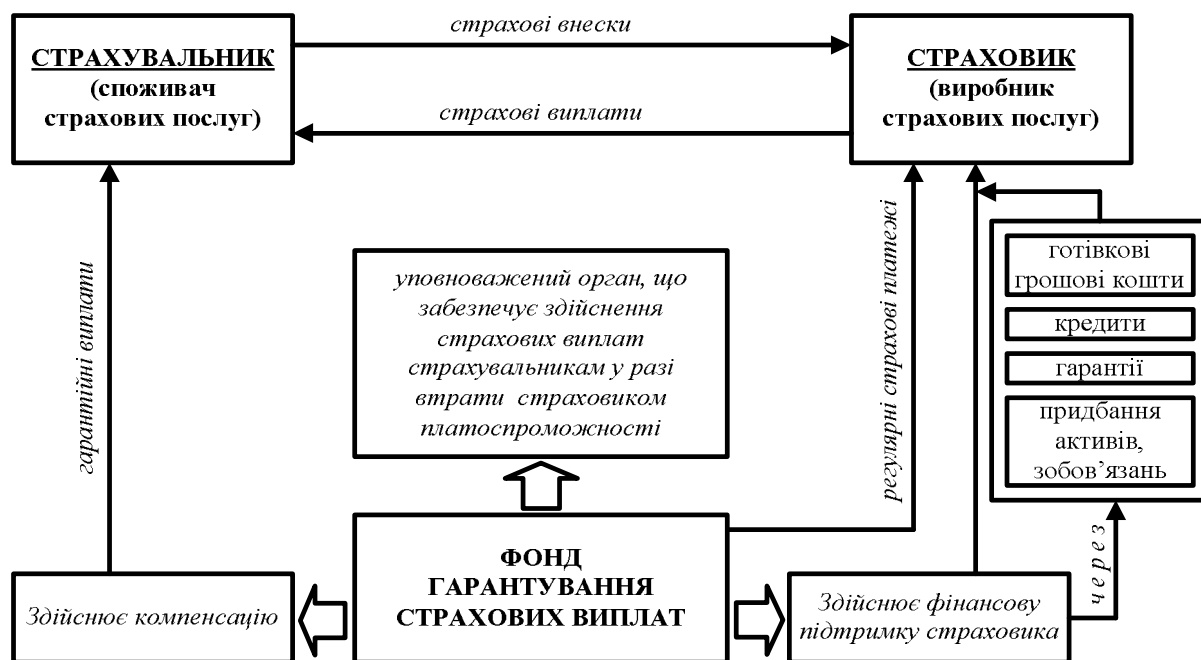 страхові внески
СТРАХУВАЛЬНИК
(споживач
страхових послуг)
СТРАХОВИК
(виробник
страхових послуг)
страхові виплати
гарантійні виплати
уповноважений орган, що
забезпечує здійснення
страхових виплат
страхувальникам у разі
втрати страховиком
платоспроможності
регулярні страхові платежі
готівкові
грошові кошти
кредити
гарантії
придбання
активів,
зобов’язань
через
Здійснює компенсацію
ФОНД
ГАРАНТУВАННЯ
СТРАХОВИХ ВИПЛАТ
Здійснює фінансову
підтримку страховика